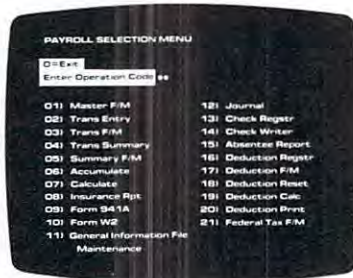 PAYROLL SELECTION MENU
0=Exit
Enter Operation Code
01) Master F/M
02) Trans Entry
03) Trans F/M
04) Trans Summary
05) Summary F/M
06) Accumulate
07) Calculate
08) Insurance Rpt
09) Form 941A
10) Form W2
11) General Information File
Maintenance
12) Journal
13) Check Regstr
14) Check Writer
15) Absentee Report
16) Deduction Regstr
17) Deduction F/M
18) Deduction Reset
19) Deduction Calc
20) Deduction Prnt
21) Federal Tax F/M